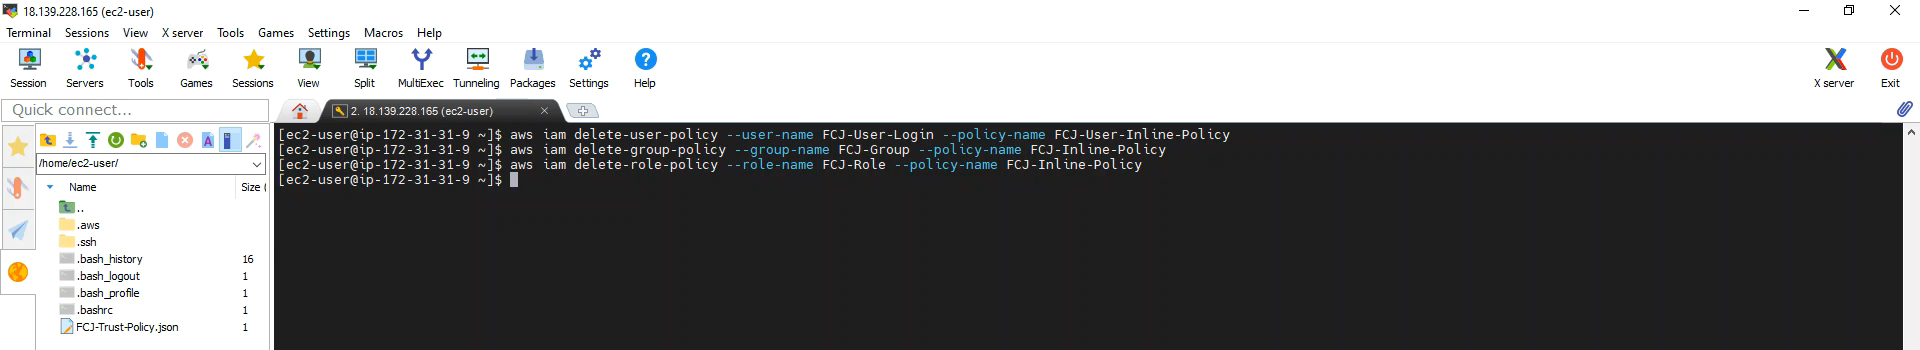 18.139.228.165 (ec2-user)
Terminal Sessions View X server Tools Games Settings Macros Help
Session Servers Tools Games Sessions View Split MultiExec Tunneling Packages Settings Help X server Exit
Quick connect...
2. 18.139.228.165 (ec2-user)
/home/ec2-user/
Name Size (
..
.aws
.ssh
.bash_history 16
.bash_logout 1
.bash_profile 1
.bashrc 1
FCJ-Trust-Policy.json 1
[ec2-user@ip-172-31-31-9 ~]$ aws iam delete-user-policy --user-name FCJ-User-Login --policy-name FCJ-User-Inline-Policy
[ec2-user@ip-172-31-31-9 ~]$ aws iam delete-group-policy --group-name FCJ-Group --policy-name FCJ-Inline-Policy
[ec2-user@ip-172-31-31-9 ~]$ aws iam delete-role-policy --role-name FCJ-Role --policy-name FCJ-Inline-Policy
[ec2-user@ip-172-31-31-9 ~]$